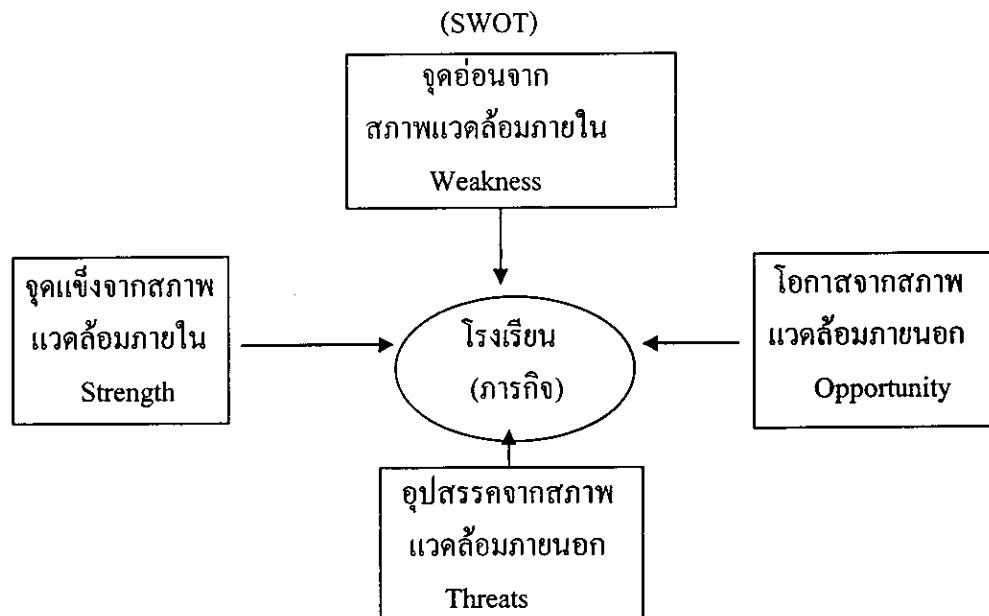 (SWOT)
จุดอ่อนจาก
สภาพแวดล้อมภายใน
Weakness
จุดแข็งจากสภาพ
แวดล้อมภายใน
Strength
โรงเรียน
(ภารกิจ)
โอกาสจากสภาพ
แวดล้อมภายนอก
Opportunity
อุปสรรคจากสภาพ
แวดล้อมภายนอก
Threats